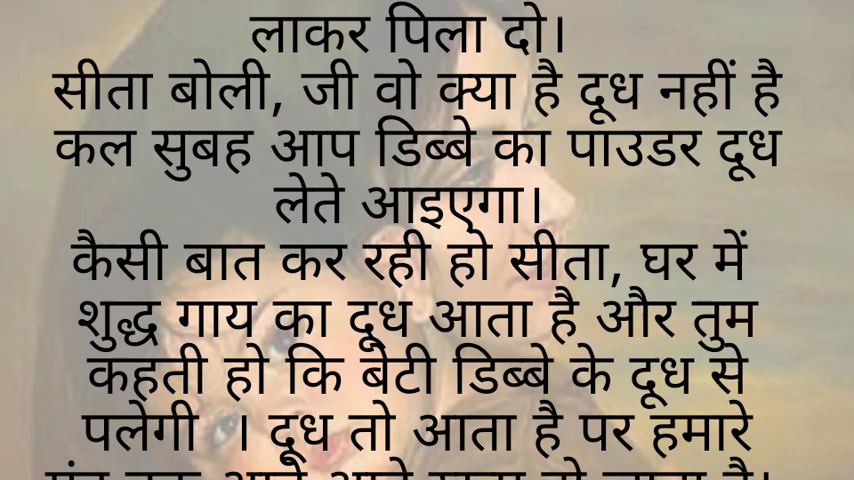 लाकर पिला दो।
सीता बोली, जी वो क्या है दूध नहीं है
कल सुबह आप डिब्बे का पाउडर दूध
लेते आइएगा।
कैसी बात कर रही हो सीता, घर में
शुद्ध गाय का दूध आता है और तुम
कहती हो कि बेटी डिब्बे के दूध से
पलेगी । दूध तो आता है पर हमारे